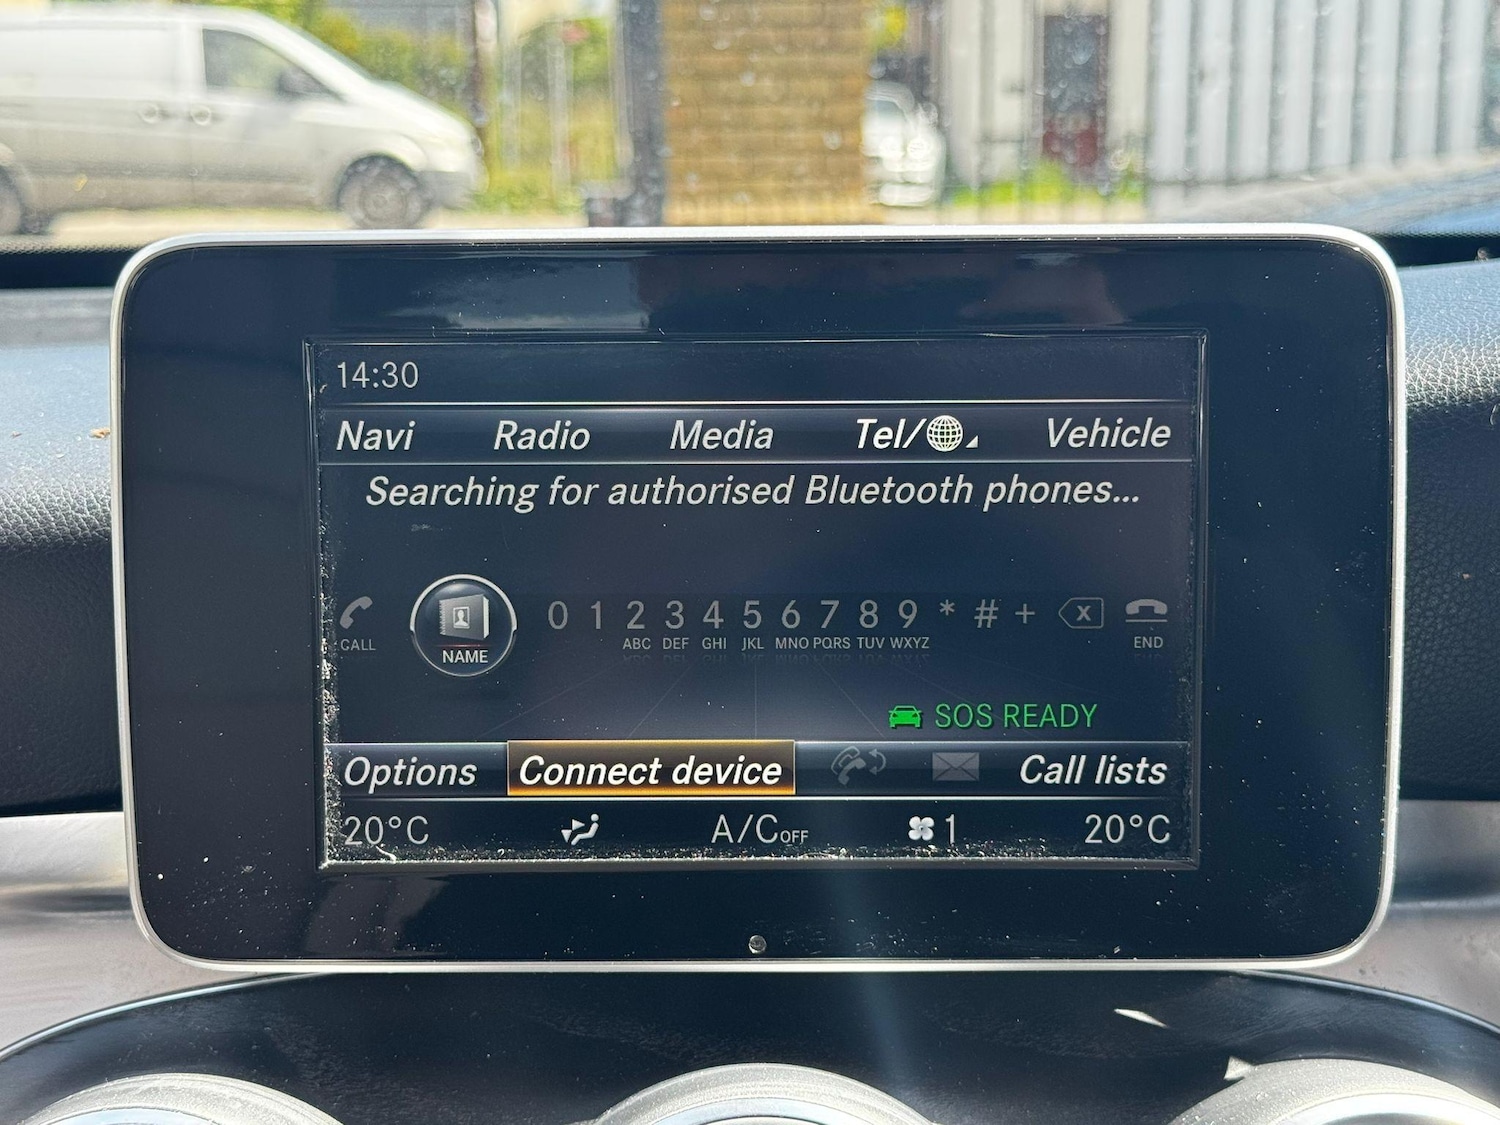 14:30
Navi Radio Media Tel/ Vehicle
Searching for authorised Bluetooth phones...
0 1 2 3 4 5 6 7 8 9 * # + X
CALL NAME ABC DEF GHI JKL MNO PQRS TUV WXYZ END
SOS READY
Options Connect device Call lists
20°C A/C OFF 1 20°C